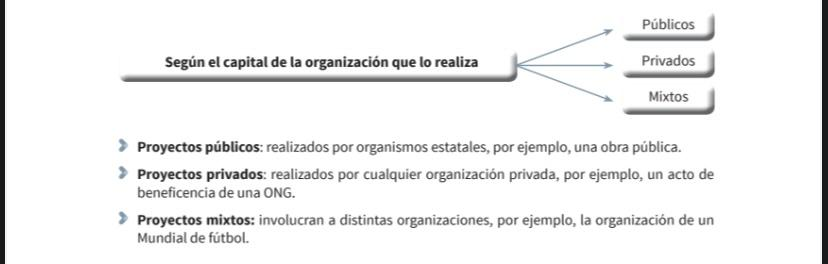 Públicos
Según el capital de la organización que lo realiza
Privados
Mixtos
Proyectos públicos: realizados por organismos estatales, por ejemplo, una obra pública.
Proyectos privados: realizados por cualquier organización privada, por ejemplo, un acto de
beneficencia de una ONG.
Proyectos mixtos: involucran a distintas organizaciones, por ejemplo, la organización de un
Mundial de fútbol.